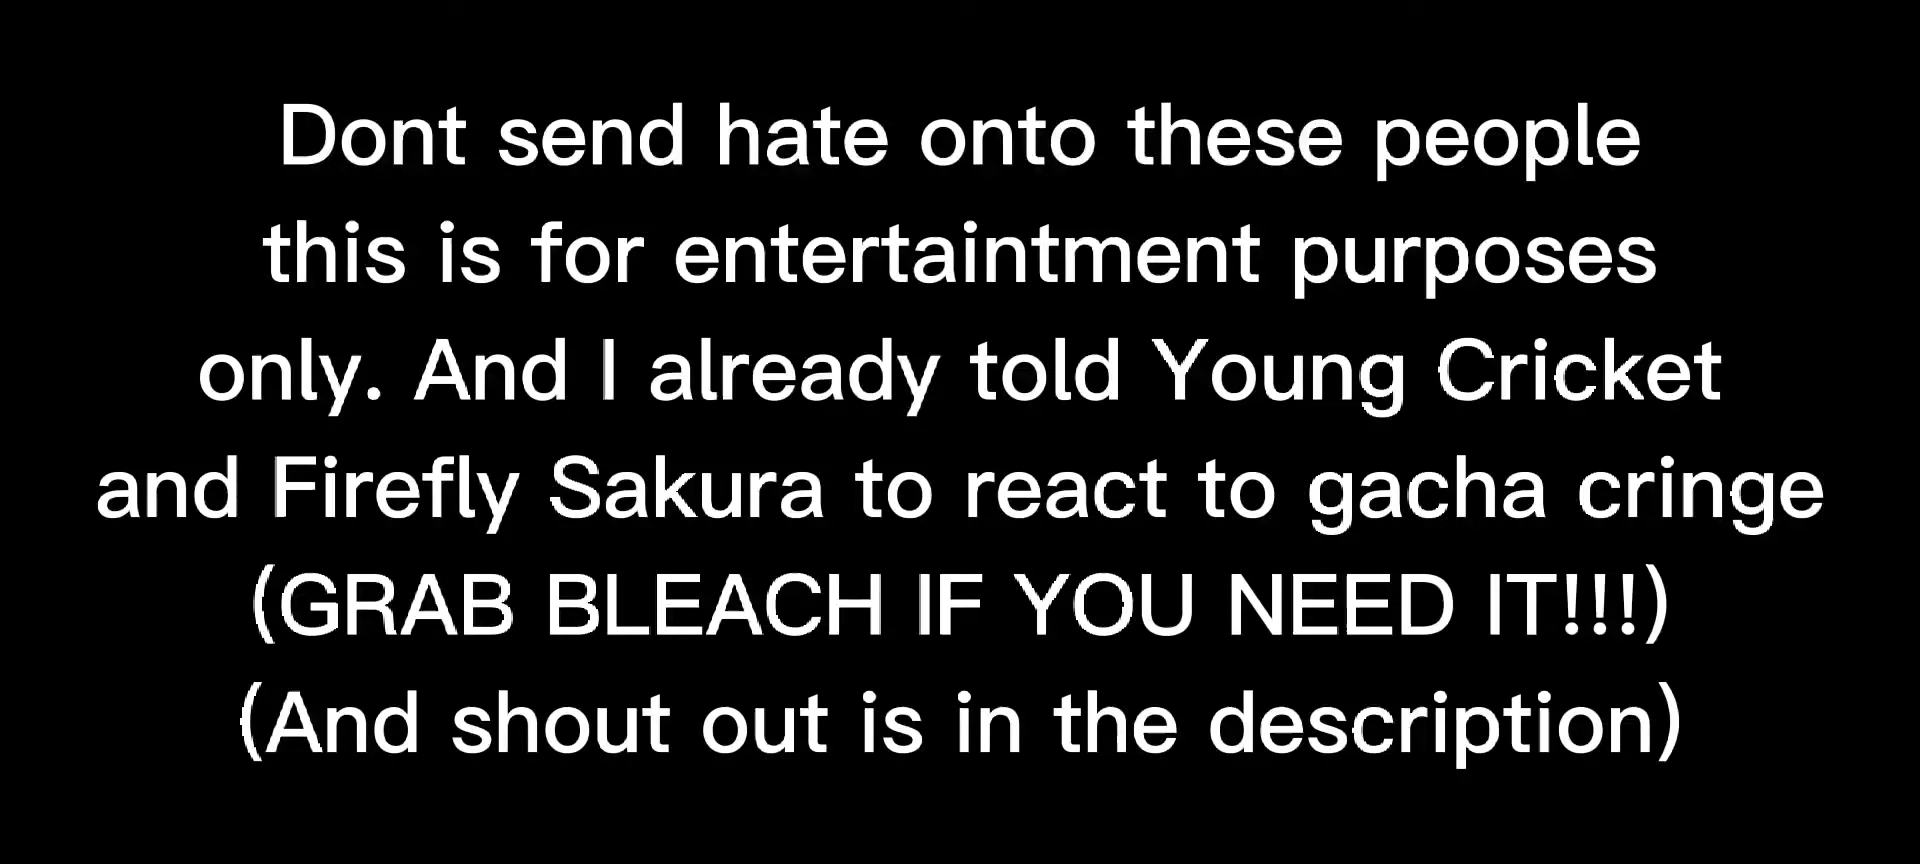 Dont send hate onto these people
this is for entertaintment purposes
only. And I already told Young Cricket
and Firefly Sakura to react to gacha cringe
(GRAB BLEACH IF YOU NEED IT!!!)
(And shout out is in the description)